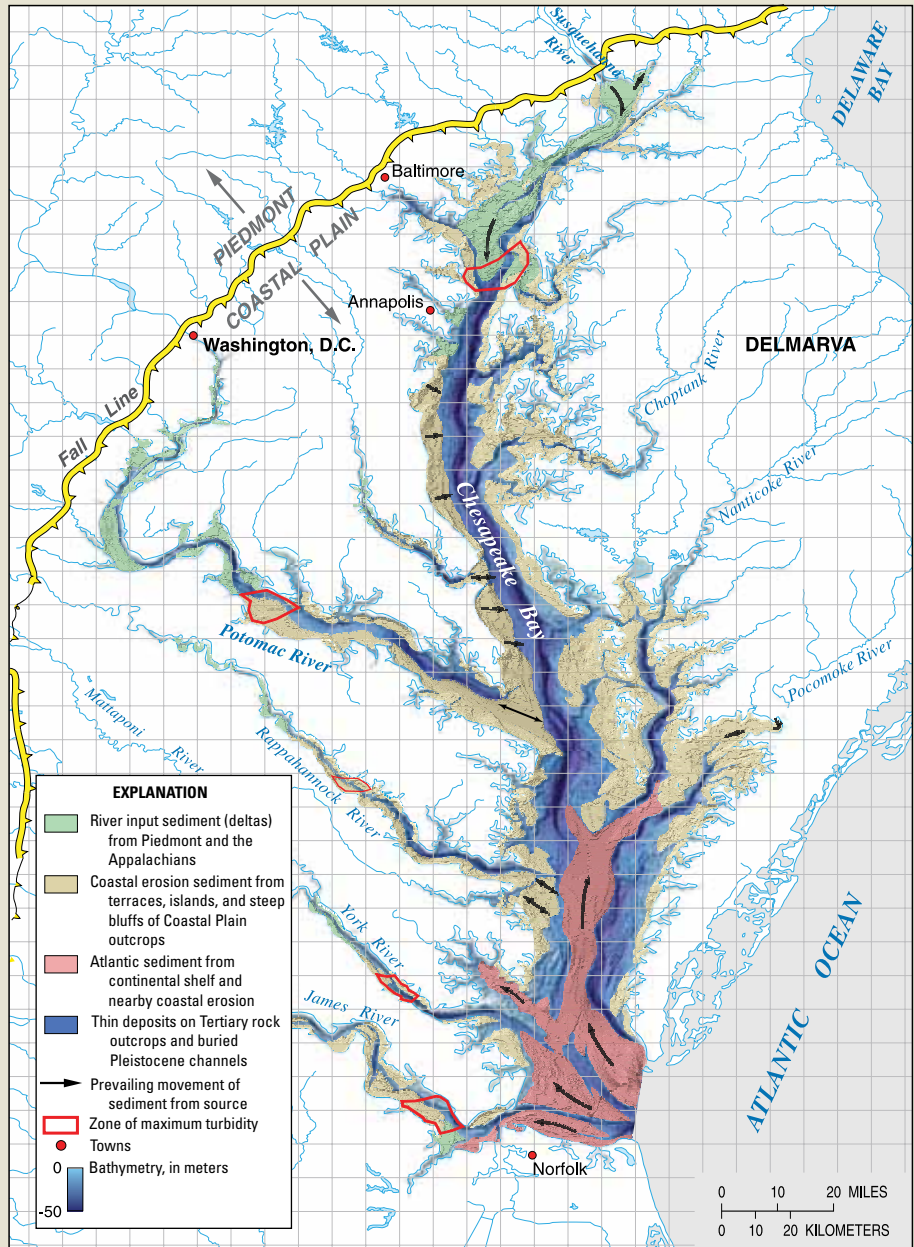 Susquehanna
River
DELAWARE
BAY
Baltimore
PIEDMONT
COASTAL PLAIN
Annapolis
Washington, D.C.
DELMARVA
Choptank River
Fall Line
Nanticoke River
Chesapeake
Bay
Potomac River
Pocomoke River
Mattaponi
River
Rappahannock
River
York River
James River
ATLANTIC OCEAN
Norfolk
EXPLANATION
River input sediment (deltas)
from Piedmont and the
Appalachians
Coastal erosion sediment from
terraces, islands, and steep
bluffs of Coastal Plain
outcrops
Atlantic sediment from
continental shelf and
nearby coastal erosion
Thin deposits on Tertiary rock
outcrops and buried
Pleistocene channels
Prevailing movement of
sediment from source
Zone of maximum turbidity
Towns
0 Bathymetry, in meters
-50
0 10 20 MILES
0 10 20 KILOMETERS